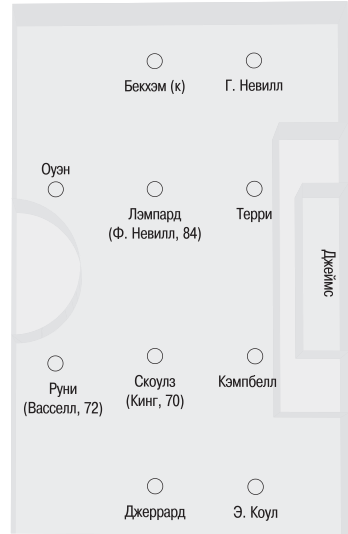 Бекхэм (к)
Г. Невилл
Оуэн
Лэмпард
(Ф. Невилл, 84)
Терри
Джеймс
Руни
(Васселл, 72)
Скоулз
(Кинг, 70)
Кэмпбелл
Джеррард
Э. Коул